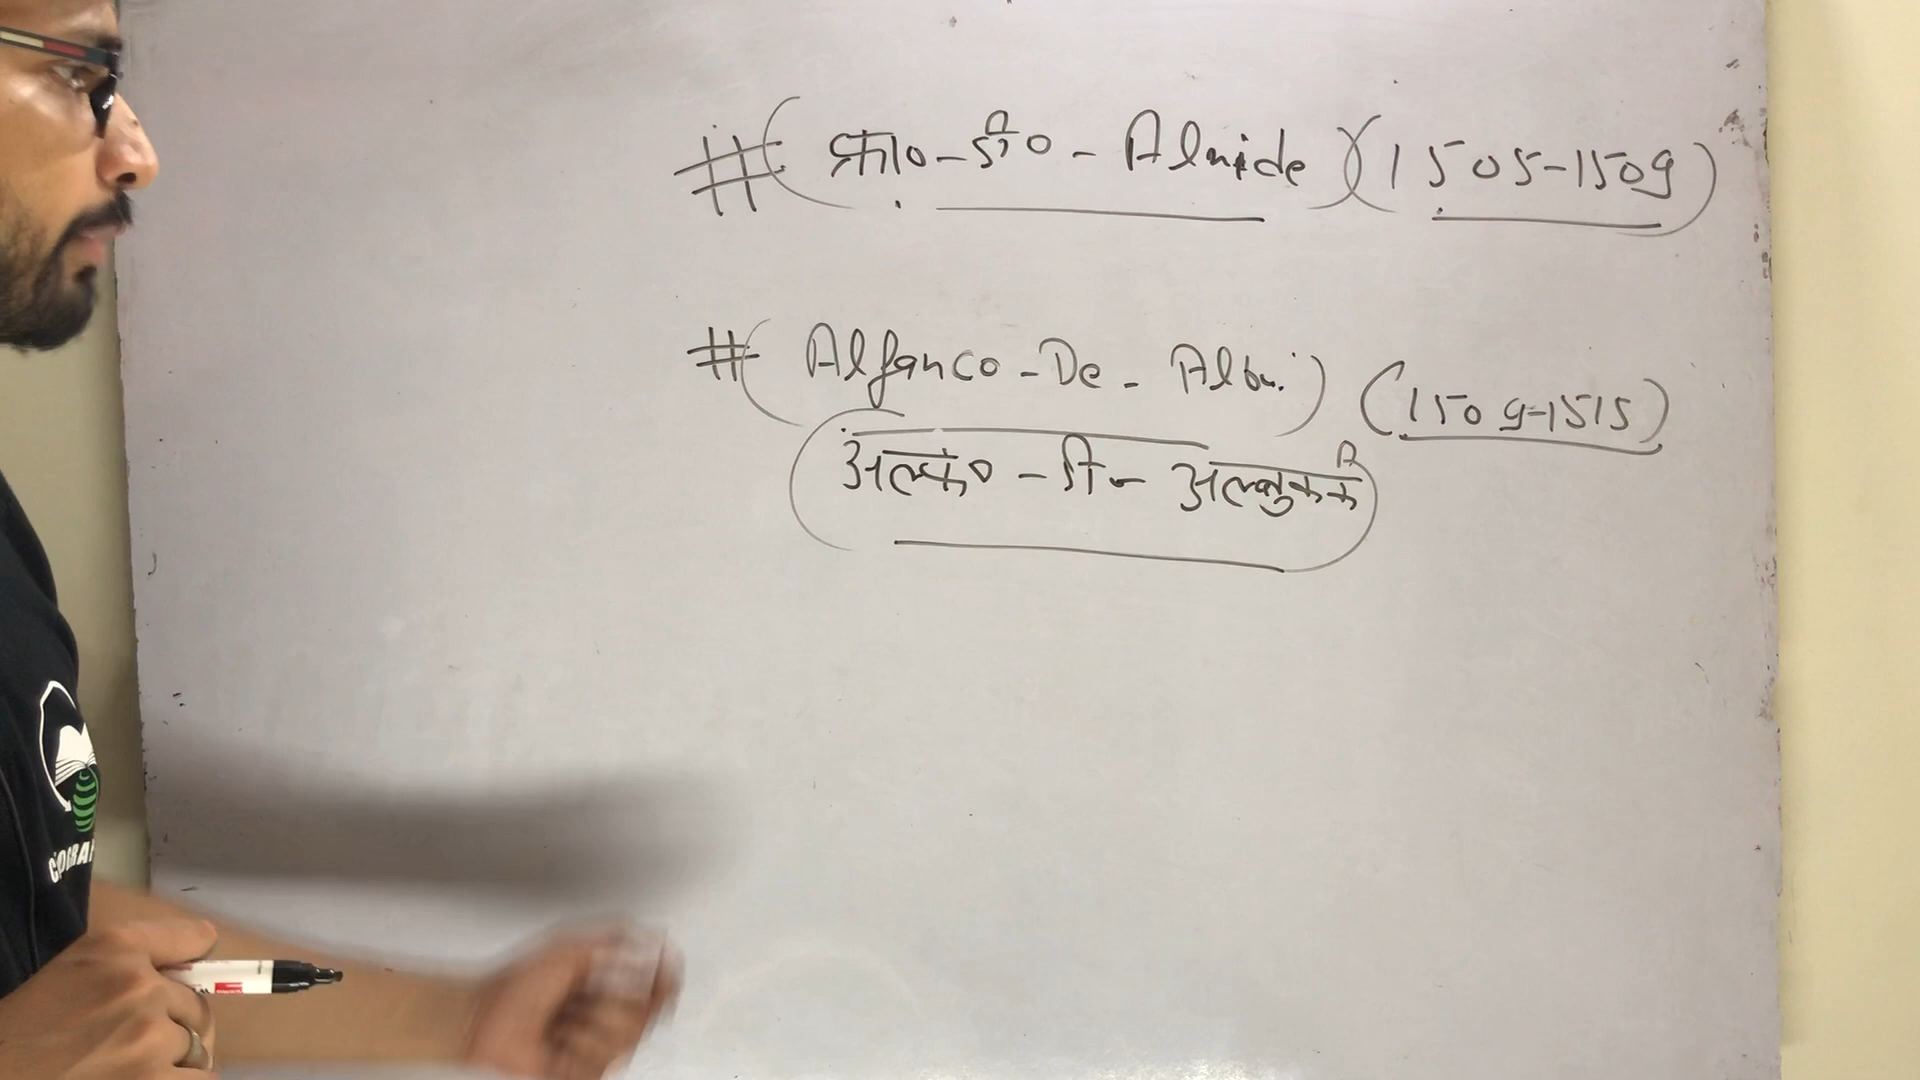 # (फ्रा० - डी० - Almide) (1505-1509)
# (Alfanco - De - Albu.) (1509-1515)
(अल्फं० - डि - अल्बुकर्क)